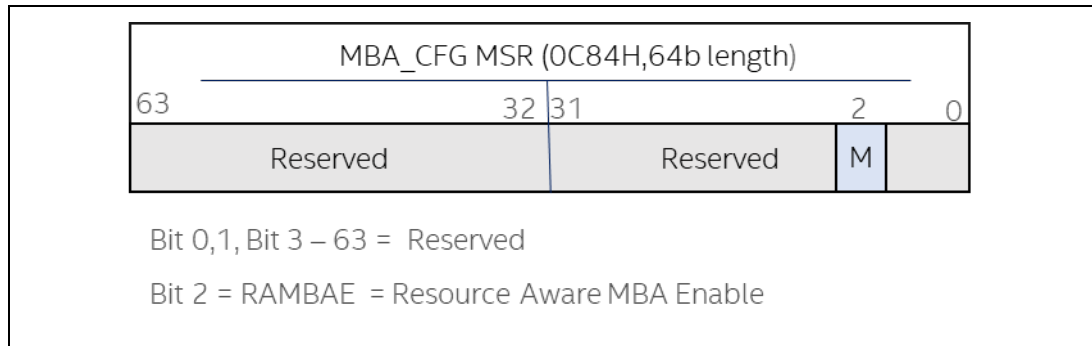 MBA_CFG MSR (0C84H,64b length)
63 32 31 2 0
Reserved Reserved M
Bit 0,1, Bit 3 – 63 = Reserved
Bit 2 = RAMBAE = Resource Aware MBA Enable